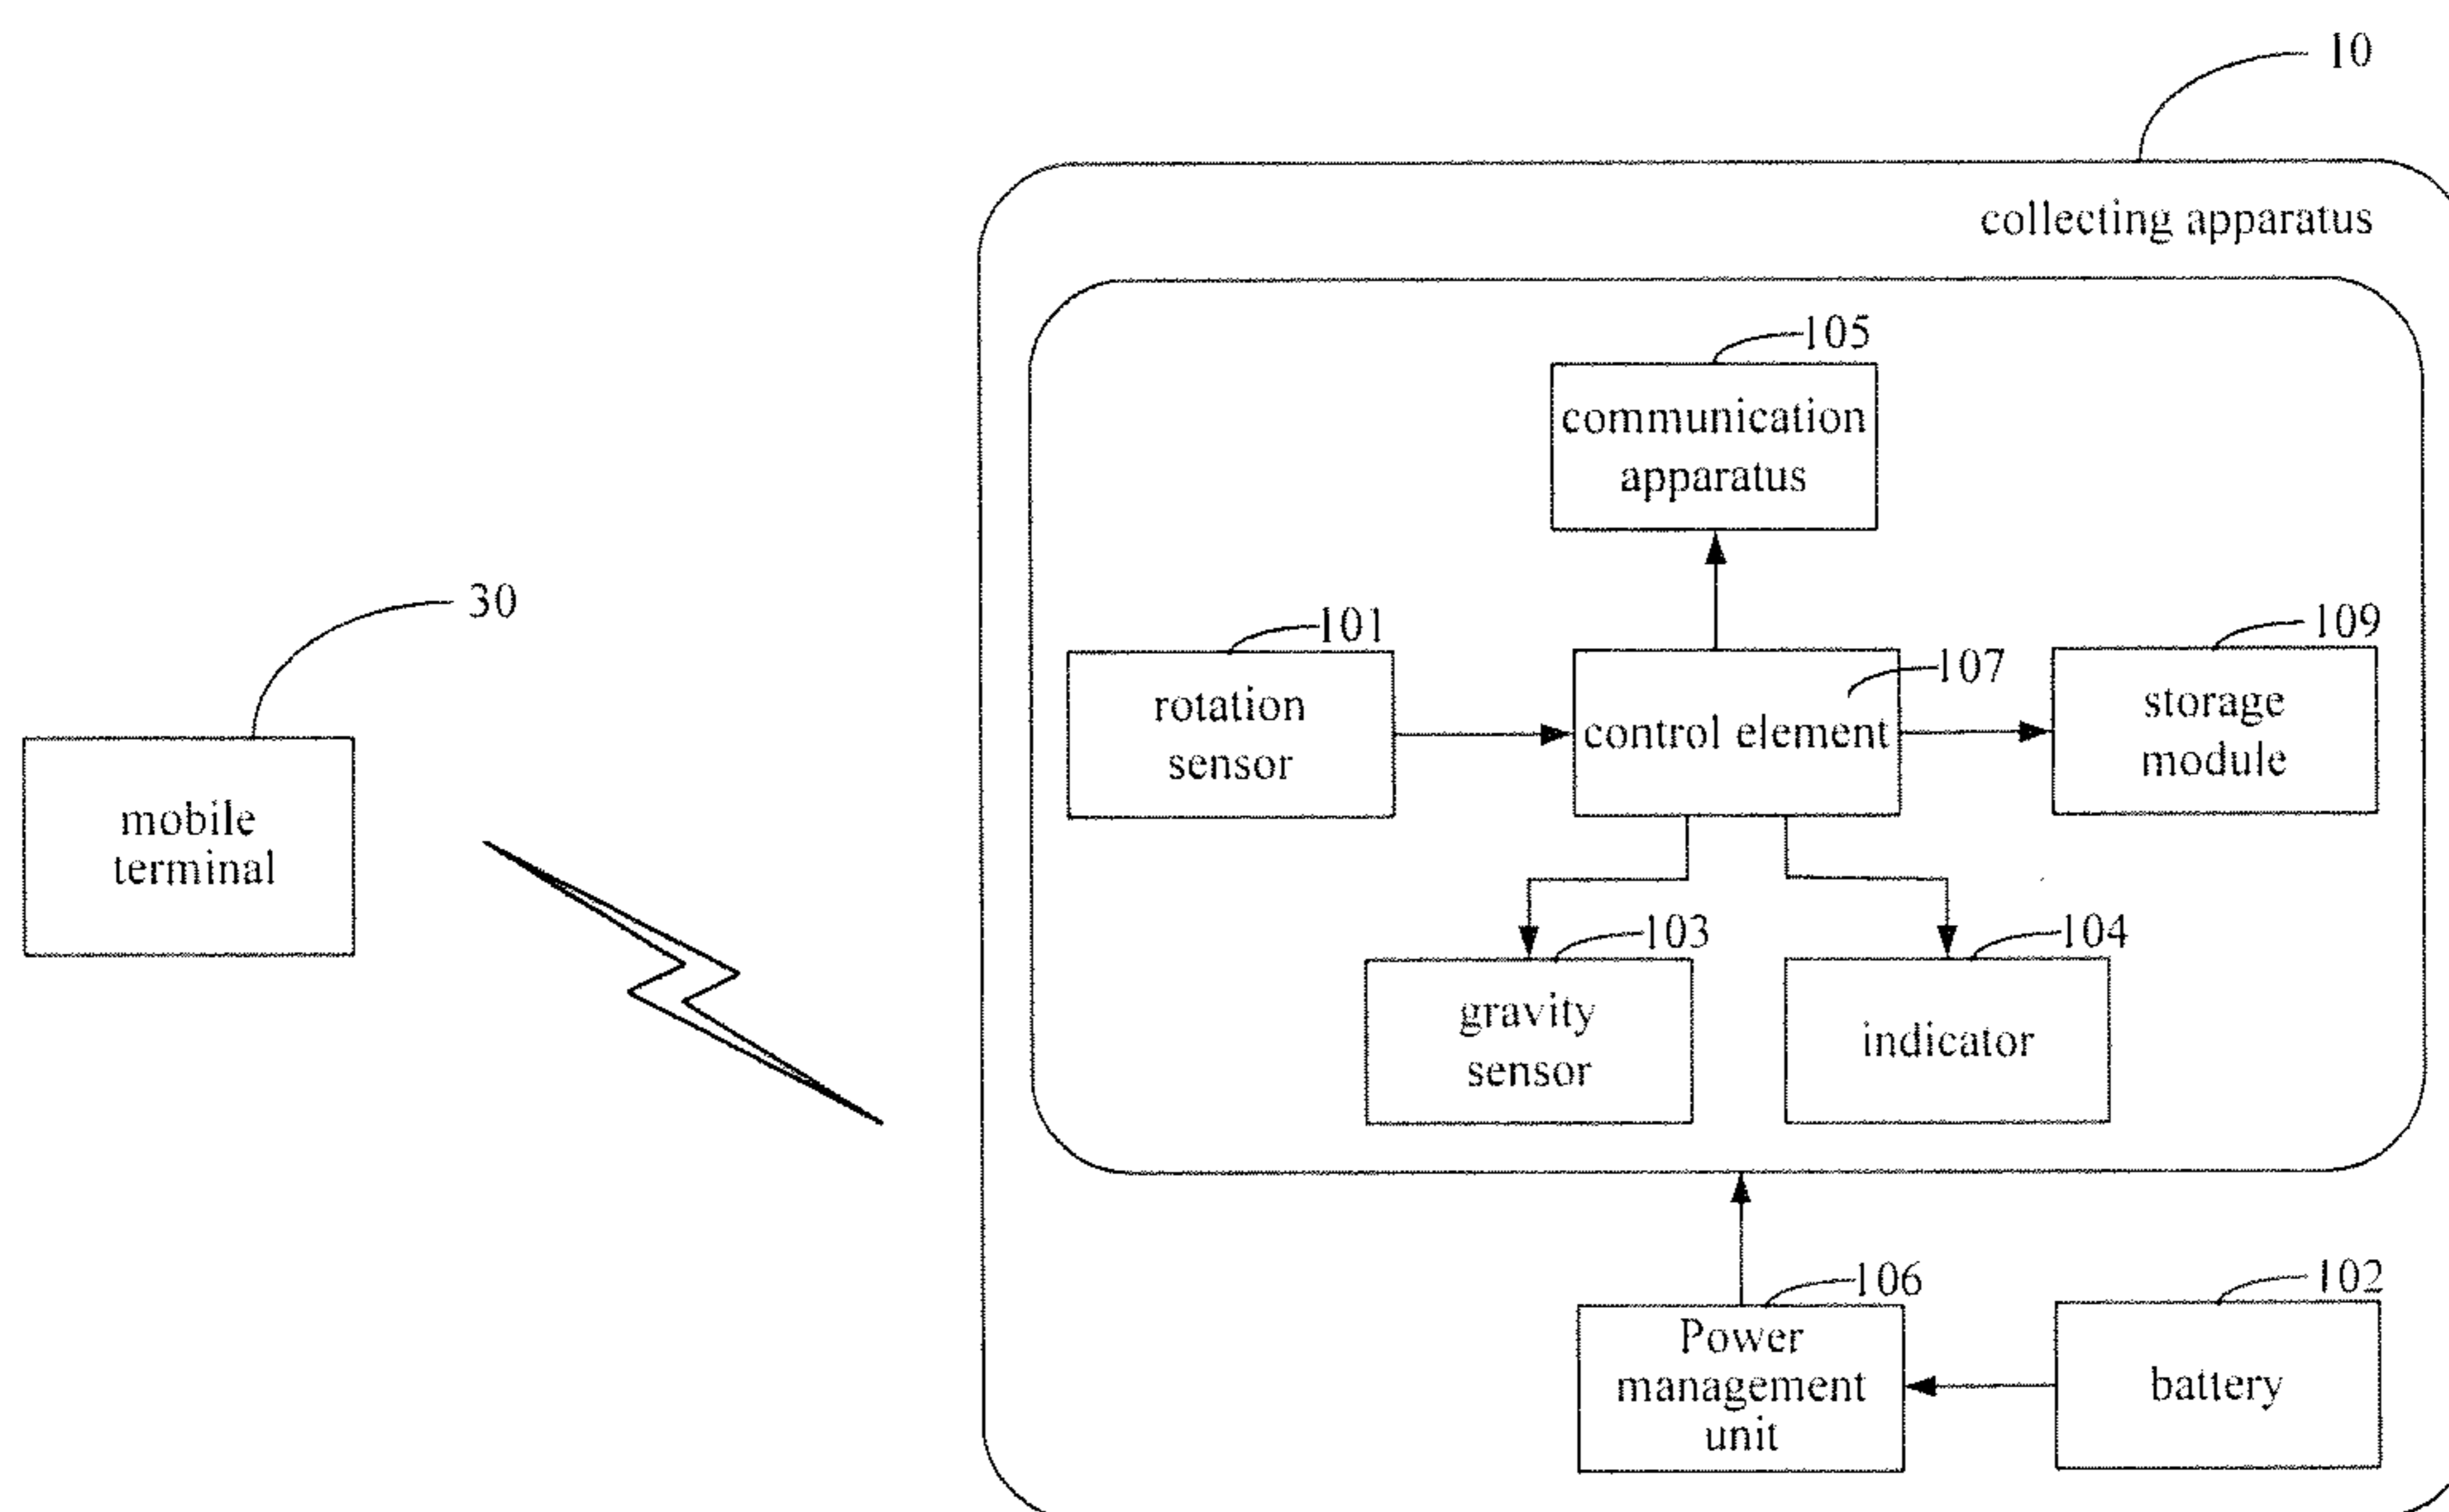 10
collecting apparatus
105
communication
apparatus
30
mobile
terminal
101
rotation
sensor
107
control element
109
storage
module
103
gravity
sensor
104
indicator
106
Power
management
unit
102
battery